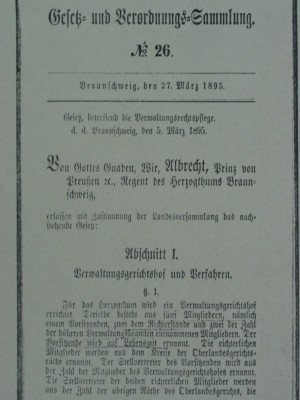 Gesetz- und Verordnungs-Sammlung.
№ 26.
Braunschweig, den 27. März 1895.
Gesetz, betreffend die Verwaltungsrechtspflege.
d. d. Braunschweig, den 5. März 1895.
Von Gottes Gnaden, Wir, Albrecht, Prinz von
Preußen ꝛc., Regent des Herzogthums Braun-
schweig,
erlassen mit Zustimmung der Landesversammlung das nach-
stehende Gesetz:
Abschnitt I.
Verwaltungsgerichtshof und Verfahren.
§. 1.
Für das Herzogthum wird ein Verwaltungsgerichtshof
errichtet. Derselbe besteht aus fünf Mitgliedern, nämlich
einem Vorsitzenden, zwei dem Richterstande und zwei der Zahl
der höheren Verwaltungsbeamten entnommenen Mitgliedern. Der
Vorsitzende wird auf Lebenszeit ernannt. Die richterlichen
Mitglieder werden aus dem Kreise der Oberlandesgerichts-
räthe ernannt. Der Stellvertreter des Vorsitzenden wird aus
der Zahl der Mitglieder des Verwaltungsgerichtshofes ernannt.
Die Stellvertreter der beiden richterlichen Mitglieder werden
aus der Zahl der übrigen Räthe des Oberlandesgerichts, die